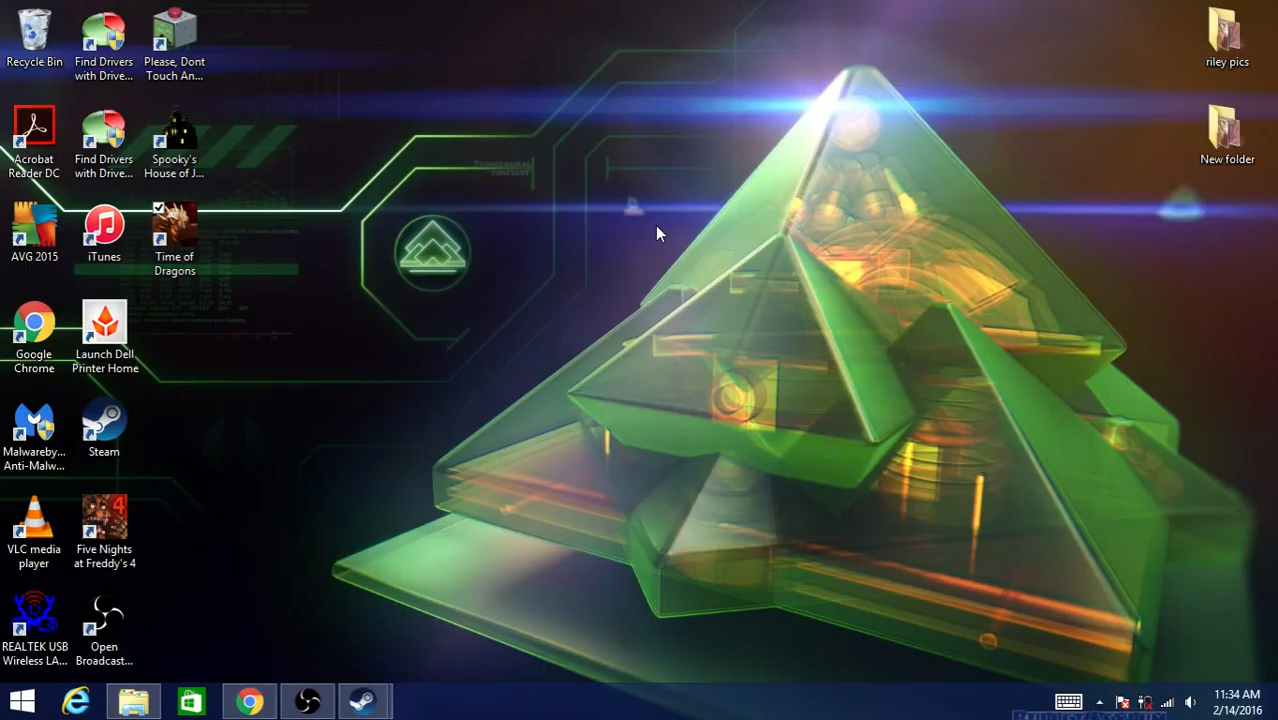 Recycle Bin
Find Drivers
with Drive...
Please, Dont
Touch An...
riley pics
Acrobat
Reader DC
Find Drivers
with Drive...
Spooky's
House of J...
New folder
AVG 2015
iTunes
Time of
Dragons
Google
Chrome
Launch Dell
Printer Home
Malwareby...
Anti-Malw...
Steam
VLC media
player
4
Five Nights
at Freddy's 4
REALTEK USB
Wireless LA...
Open
Broadcast...
11:34 AM
2/14/2016